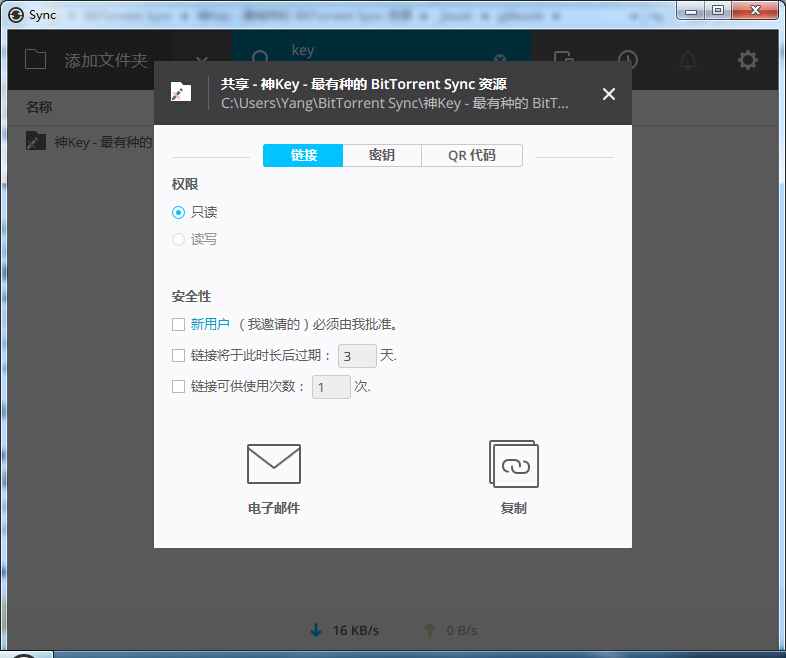 Sync
添加文件夹
key
名称
神Key - 最有种的
共享 - 神Key - 最有种的 BitTorrent Sync 资源
C:\Users\Yang\BitTorrent Sync\神Key - 最有种的 BitT...
链接
密钥
QR 代码
权限
只读
读写
安全性
新用户 （我邀请的）必须由我批准。
链接将于此时长后过期： 3 天.
链接可供使用次数： 1 次.
电子邮件
复制
16 KB/s
0 B/s